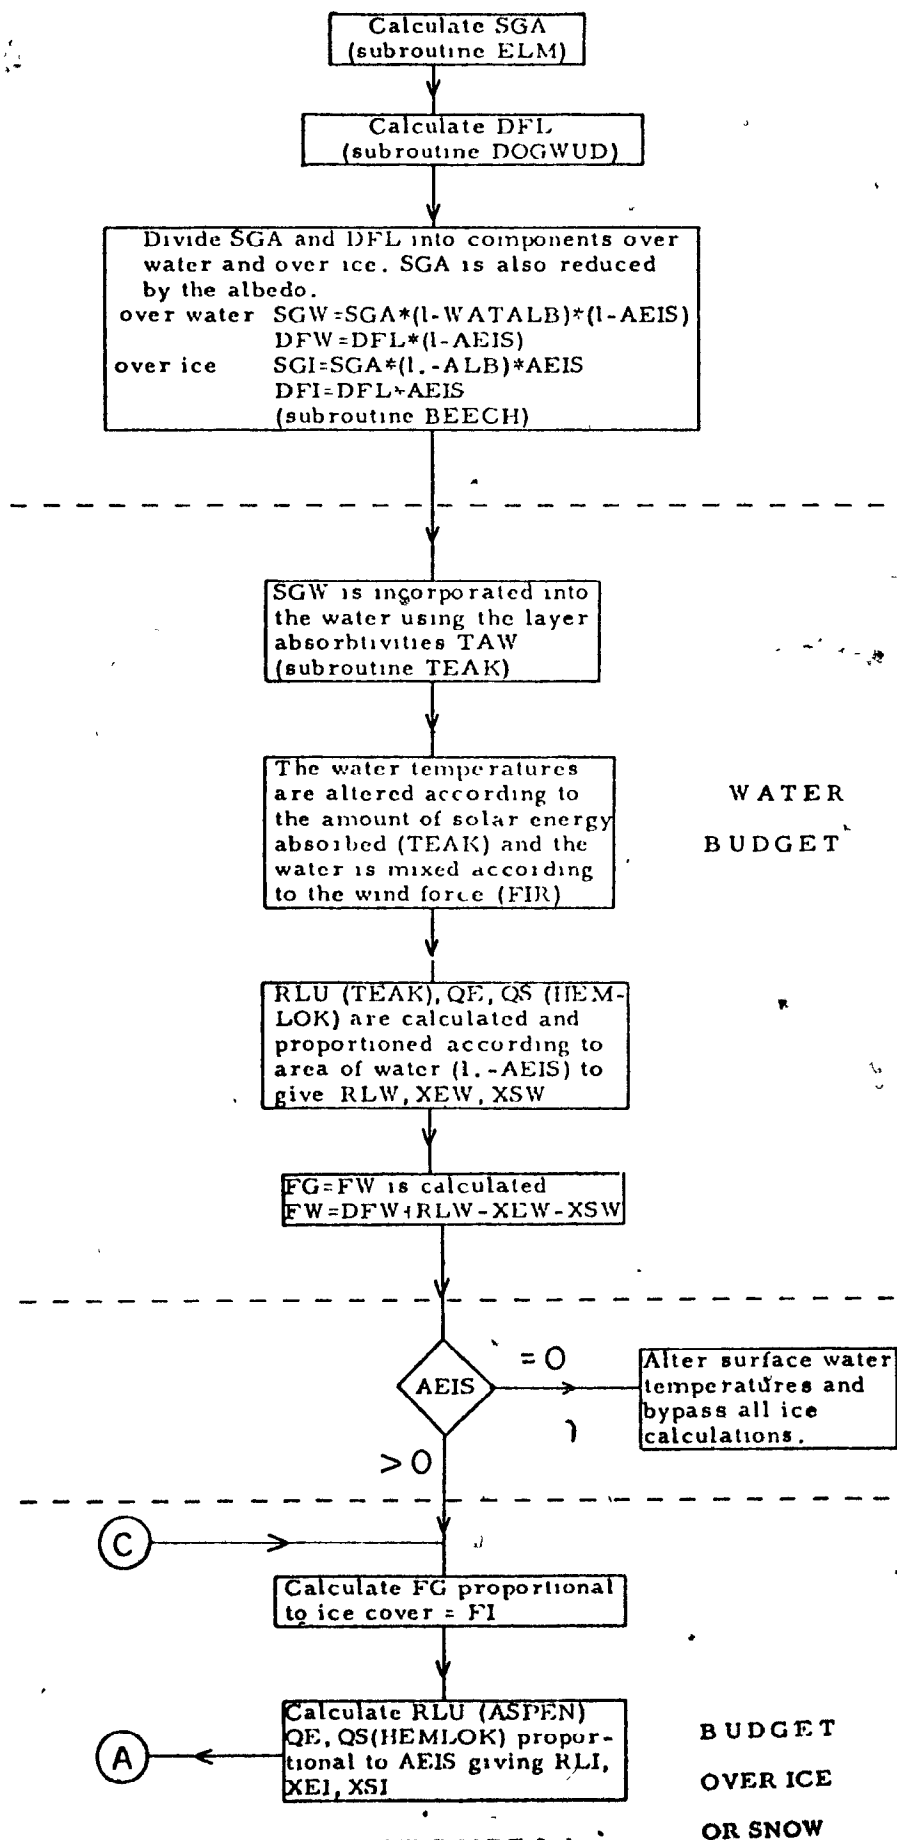 Calculate SGA
(subroutine ELM)
Calculate DFL
(subroutine DOGWUD)
Divide SGA and DFL into components over
water and over ice. SGA is also reduced
by the albedo.
over water SGW=SGA*(1-WATALB)*(1-AEIS)
DFW=DFL*(1-AEIS)
over ice SGI=SGA*(1.-ALB)*AEIS
DFI=DFL*AEIS
(subroutine BEECH)
SGW is incorporated into
the water using the layer
absorbtivities TAW
(subroutine TEAK)
The water temperatures
are altered according to
the amount of solar energy
absorbed (TEAK) and the
water is mixed according
to the wind force (FIR)
WATER
BUDGET
RLU (TEAK), QE, QS (HEM-
LOK) are calculated and
proportioned according to
area of water (1.-AEIS) to
give RLW, XEW, XSW
FG=FW is calculated
FW=DFW+RLW-XEW-XSW
AEIS
=0
Alter surface water
temperatures and
bypass all ice
calculations.
>0
C
Calculate FG proportional
to ice cover = FI
Calculate RLU (ASPEN)
QE, QS(HEMLOK) propor-
tional to AEIS giving RLI,
XEI, XSI
A
BUDGET
OVER ICE
OR SNOW